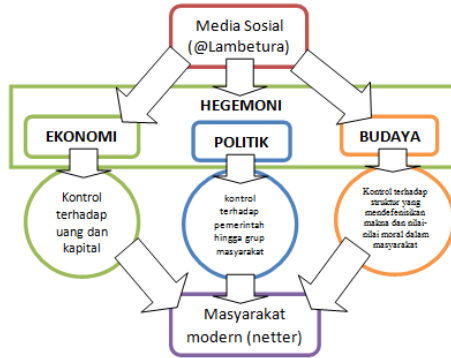 Media Sosial
(@Lambetura)
HEGEMONI
EKONOMI
POLITIK
BUDAYA
Kontrol
terhadap
uang dan
kapital
kontrol
terhadap
pemerintah
hingga grup
masyarakat
Kontrol terhadap
struktur yang
mendefenisikan
makna dan nilai-
nilai moral dalam
masyarakat
Masyarakat
modern (netter)